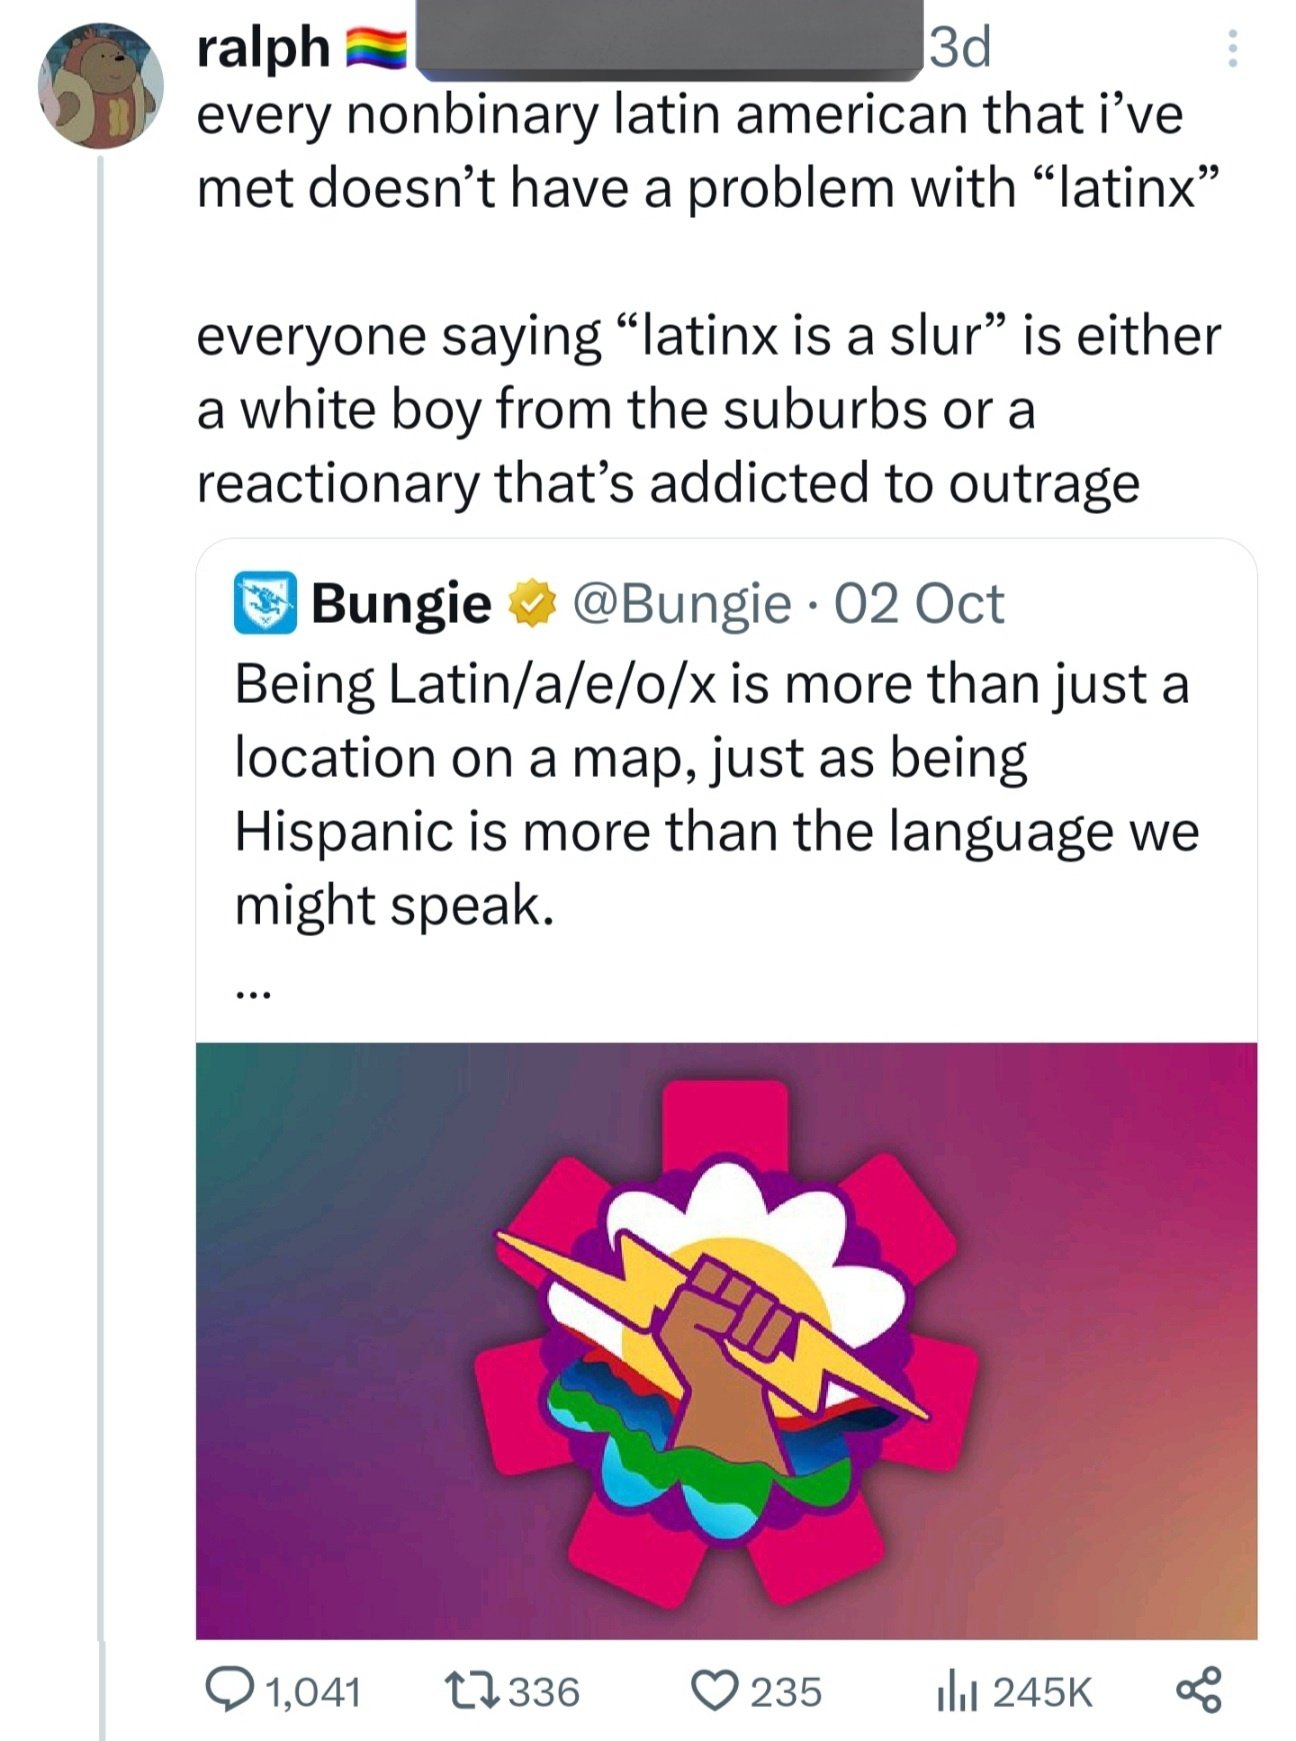 ralph 🏳️‍🌈 3d
every nonbinary latin american that i’ve
met doesn’t have a problem with “latinx”
everyone saying “latinx is a slur” is either
a white boy from the suburbs or a
reactionary that’s addicted to outrage
Bungie @Bungie · 02 Oct
Being Latin/a/e/o/x is more than just a
location on a map, just as being
Hispanic is more than the language we
might speak.
...
1,041 336 235 245K